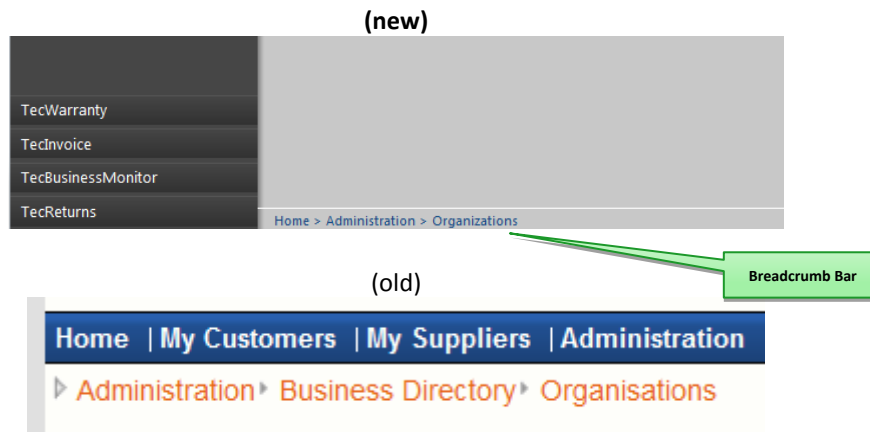 (new)
TecWarranty
TecInvoice
TecBusinessMonitor
TecReturns
Home > Administration > Organizations
Breadcrumb Bar
(old)
Home | My Customers | My Suppliers | Administration
Administration Business Directory Organisations